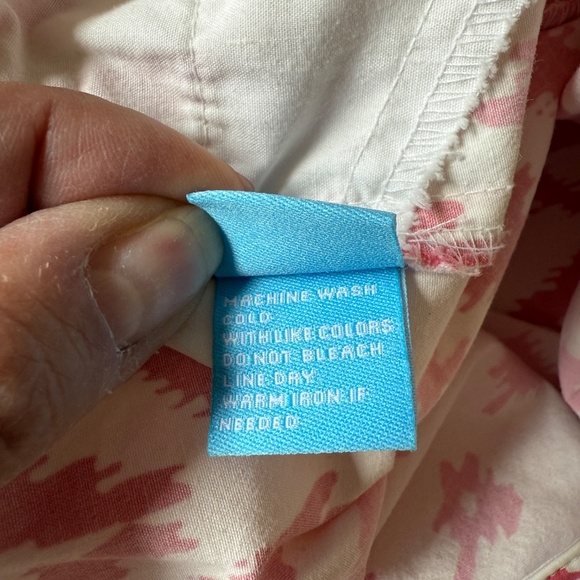 MACHINE WASH
COLD
WITH LIKE COLORS
DO NOT BLEACH
LINE DRY
WARM IRON IF
NEEDED